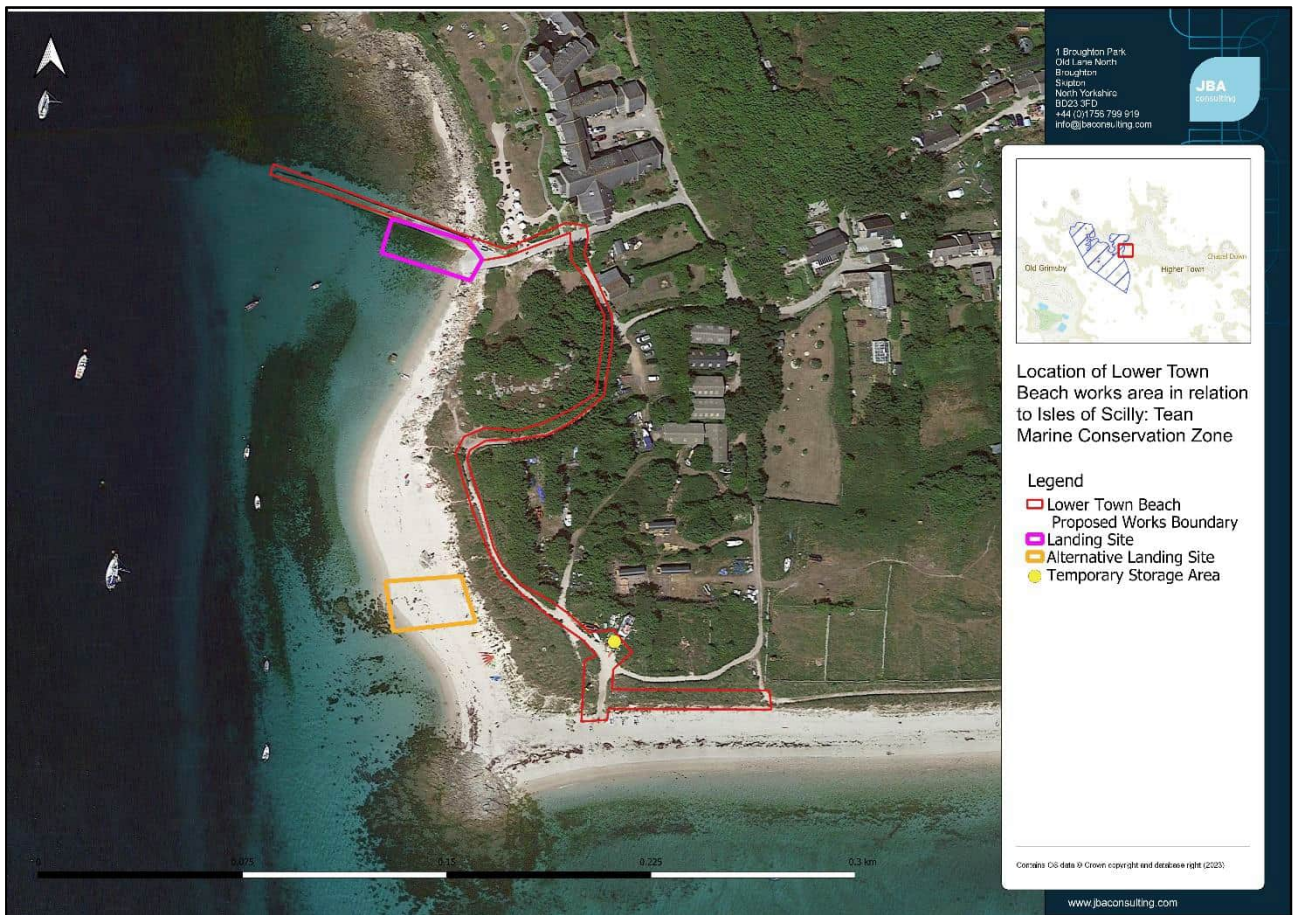 1 Broughton Park
Old Lane North
Broughton
Skipton
North Yorkshire
BD23 3FD
+44 (0)1756 799 919
info@jbaconsulting.com
JBA
consulting
Old Grimsby
Higher Town
Chapel Down
Location of Lower Town
Beach works area in relation
to Isles of Scilly: Tean
Marine Conservation Zone
Legend
Lower Town Beach
Proposed Works Boundary
Landing Site
Alternative Landing Site
Temporary Storage Area
0
0.075
0.15
0.225
0.3 km
Contains OS data © Crown copyright and database right (2023)
www.jbaconsulting.com